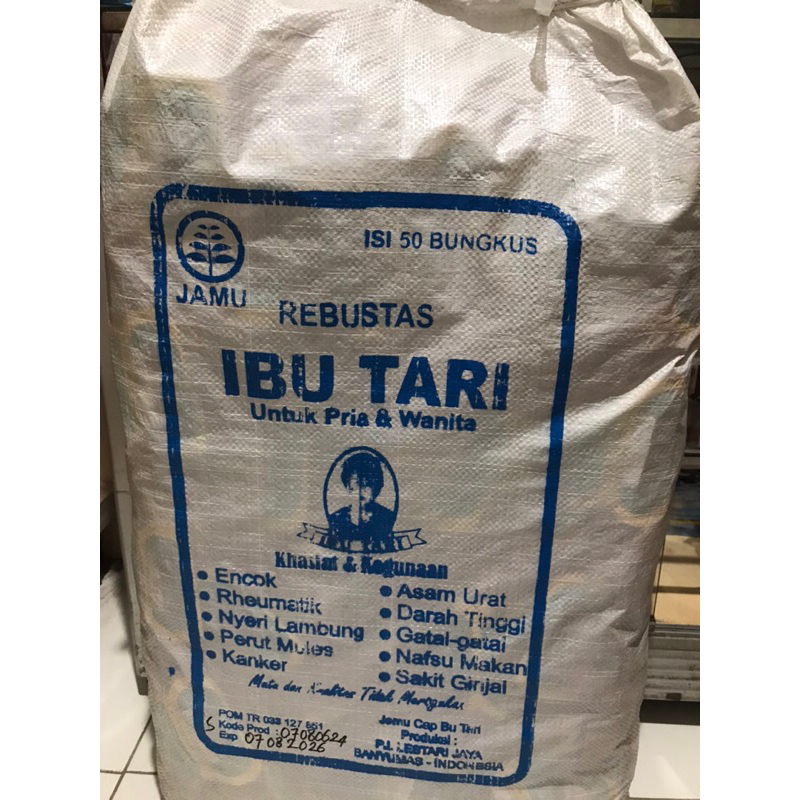 ISI 50 BUNGKUS
JAMU
REBUSTAS
IBU TARI
Untuk Pria & Wanita
Khasiat & Kegunaan
• Encok
• Rheumatik
• Nyeri Lambung
• Perut Mules
• Kanker
• Asam Urat
• Darah Tinggi
• Gatal-gatal
• Nafsu Makan
• Sakit Ginjal
Mutu dan Kualitas Tidak
POM TR 033 127 551
Kode Prod : 07080624
Exp 07082026
Jamu Cap Bu Tari
Produksi :
P.J. LESTARI JAYA
BANYUMAS - INDONESIA